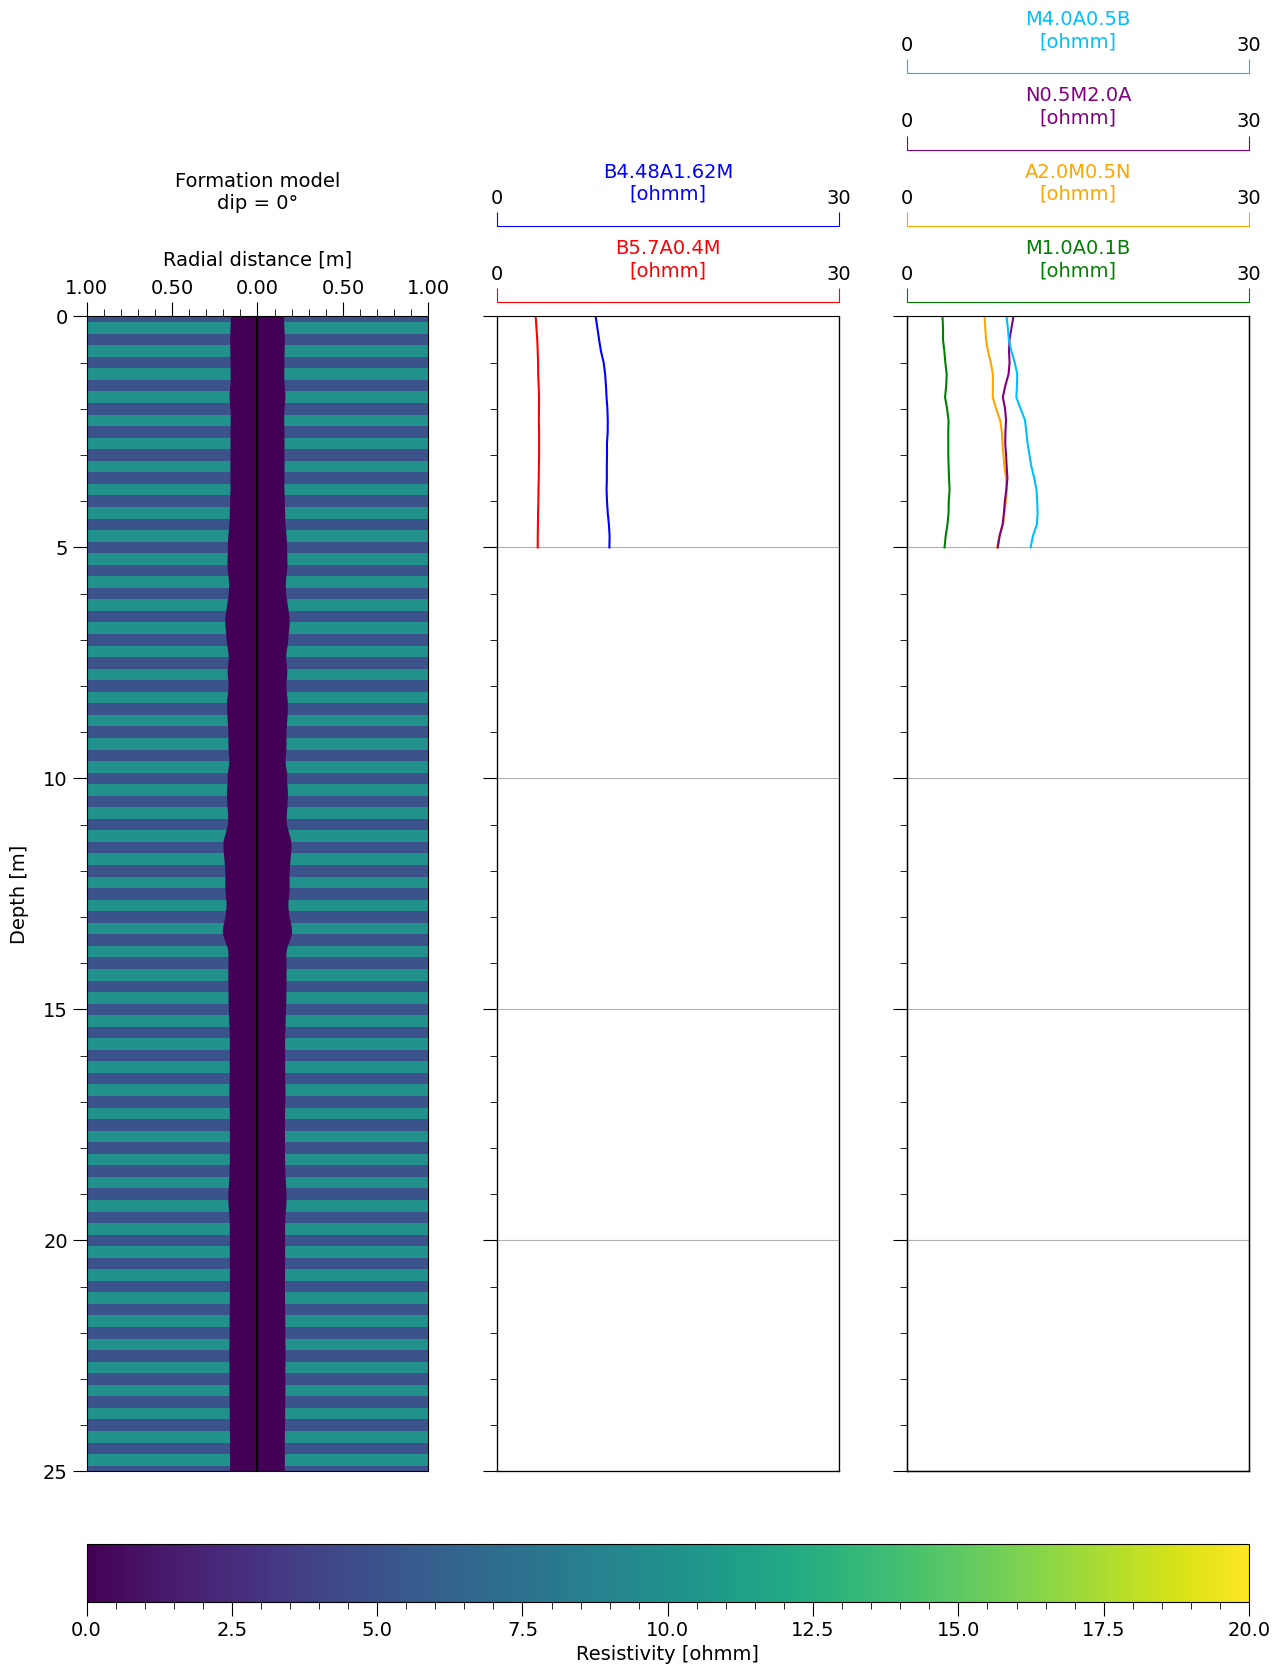 M4.0A0.5B
[ohmm]
0 30
N0.5M2.0A
[ohmm]
0 30
Formation model
dip = 0°
B4.48A1.62M
[ohmm]
0 30
A2.0M0.5N
[ohmm]
0 30
Radial distance [m]
1.00 0.50 0.00 0.50 1.00
B5.7A0.4M
[ohmm]
0 30
M1.0A0.1B
[ohmm]
0 30
0
5
10
Depth [m]
15
20
25
0.0 2.5 5.0 7.5 10.0 12.5 15.0 17.5 20.0
Resistivity [ohmm]